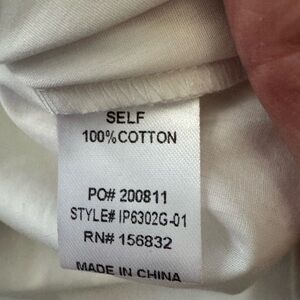 SELF
100% COTTON
PO# 200811
STYLE# IP6302G-01
RN# 156832
MADE IN CHINA